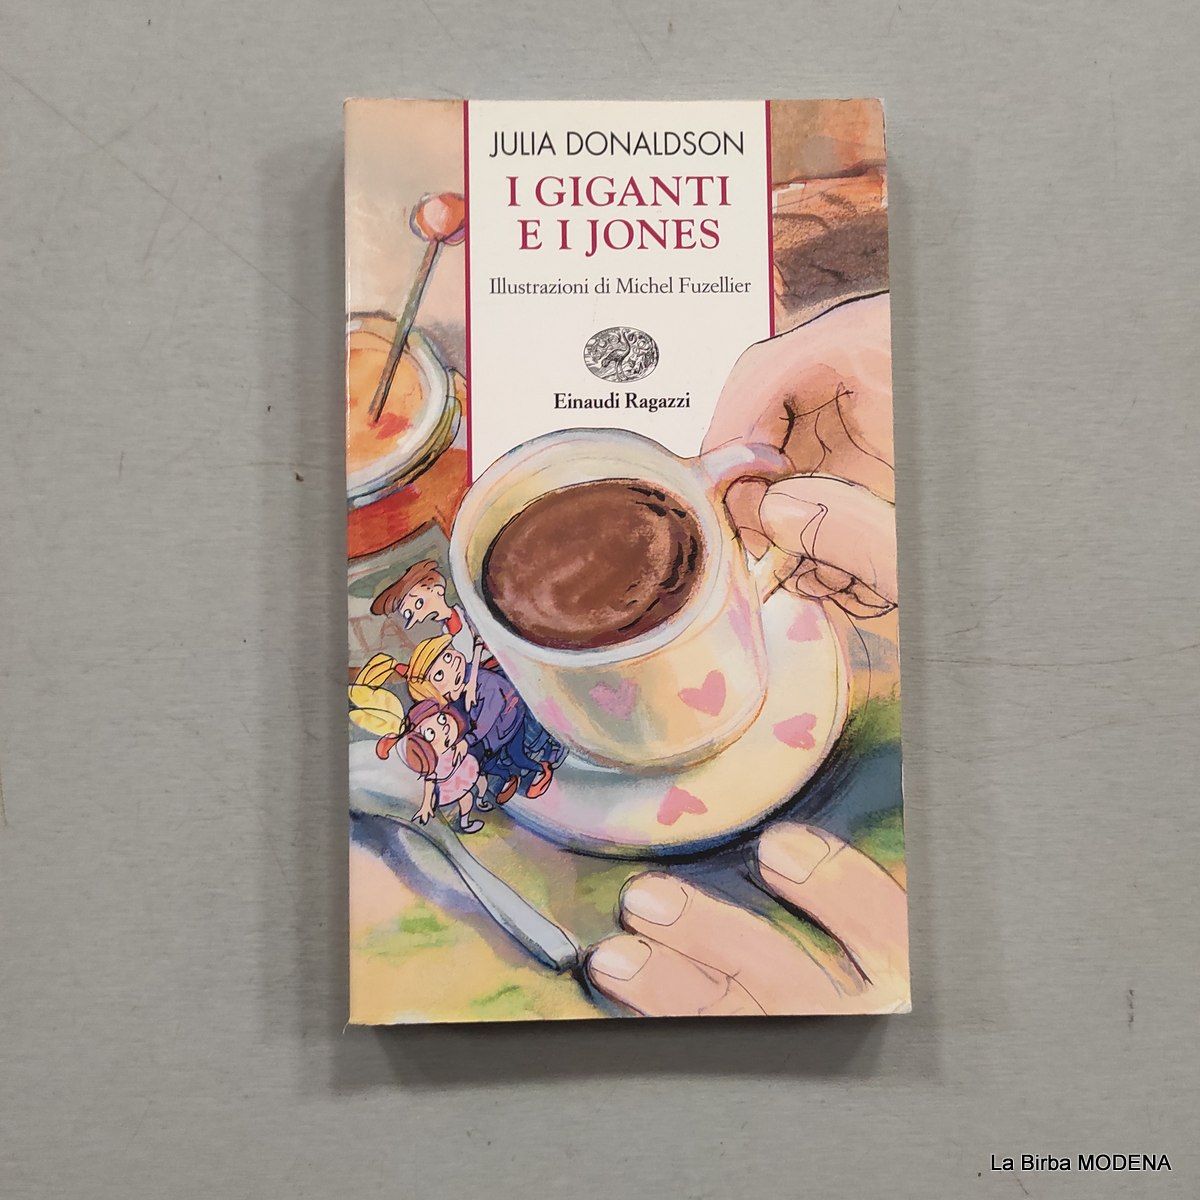 JULIA DONALDSON
I GIGANTI
E I JONES
Illustrazioni di Michel Fuzellier
Einaudi Ragazzi
La Birba MODENA